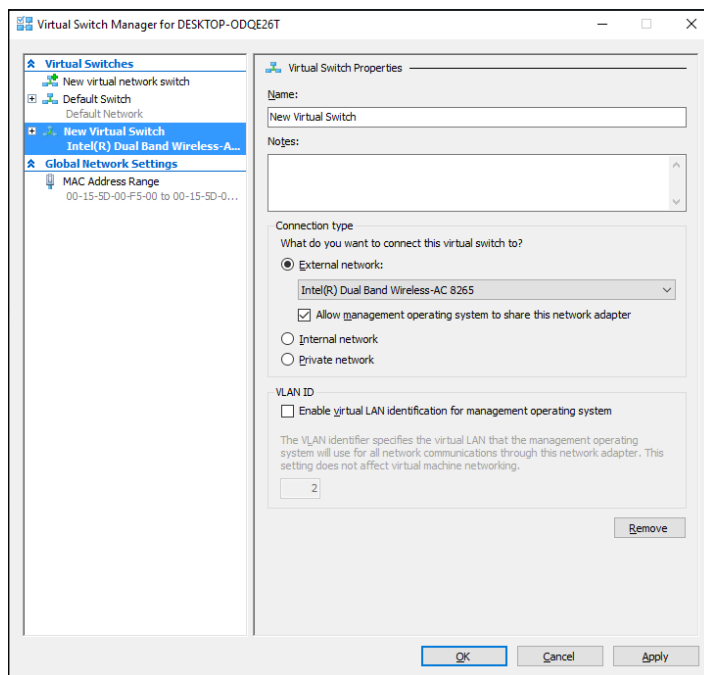 Virtual Switch Manager for DESKTOP-ODQE26T
Virtual Switches
New virtual network switch
Default Switch
Default Network
New Virtual Switch
Intel(R) Dual Band Wireless-A...
Global Network Settings
MAC Address Range
00-15-5D-00-F5-00 to 00-15-5D-0...
Virtual Switch Properties
Name:
New Virtual Switch
Notes:
Connection type
What do you want to connect this virtual switch to?
External network:
Intel(R) Dual Band Wireless-AC 8265
Allow management operating system to share this network adapter
Internal network
Private network
VLAN ID
Enable virtual LAN identification for management operating system
The VLAN identifier specifies the virtual LAN that the management operating
system will use for all network communications through this network adapter. This
setting does not affect virtual machine networking.
2
Remove
OK
Cancel
Apply